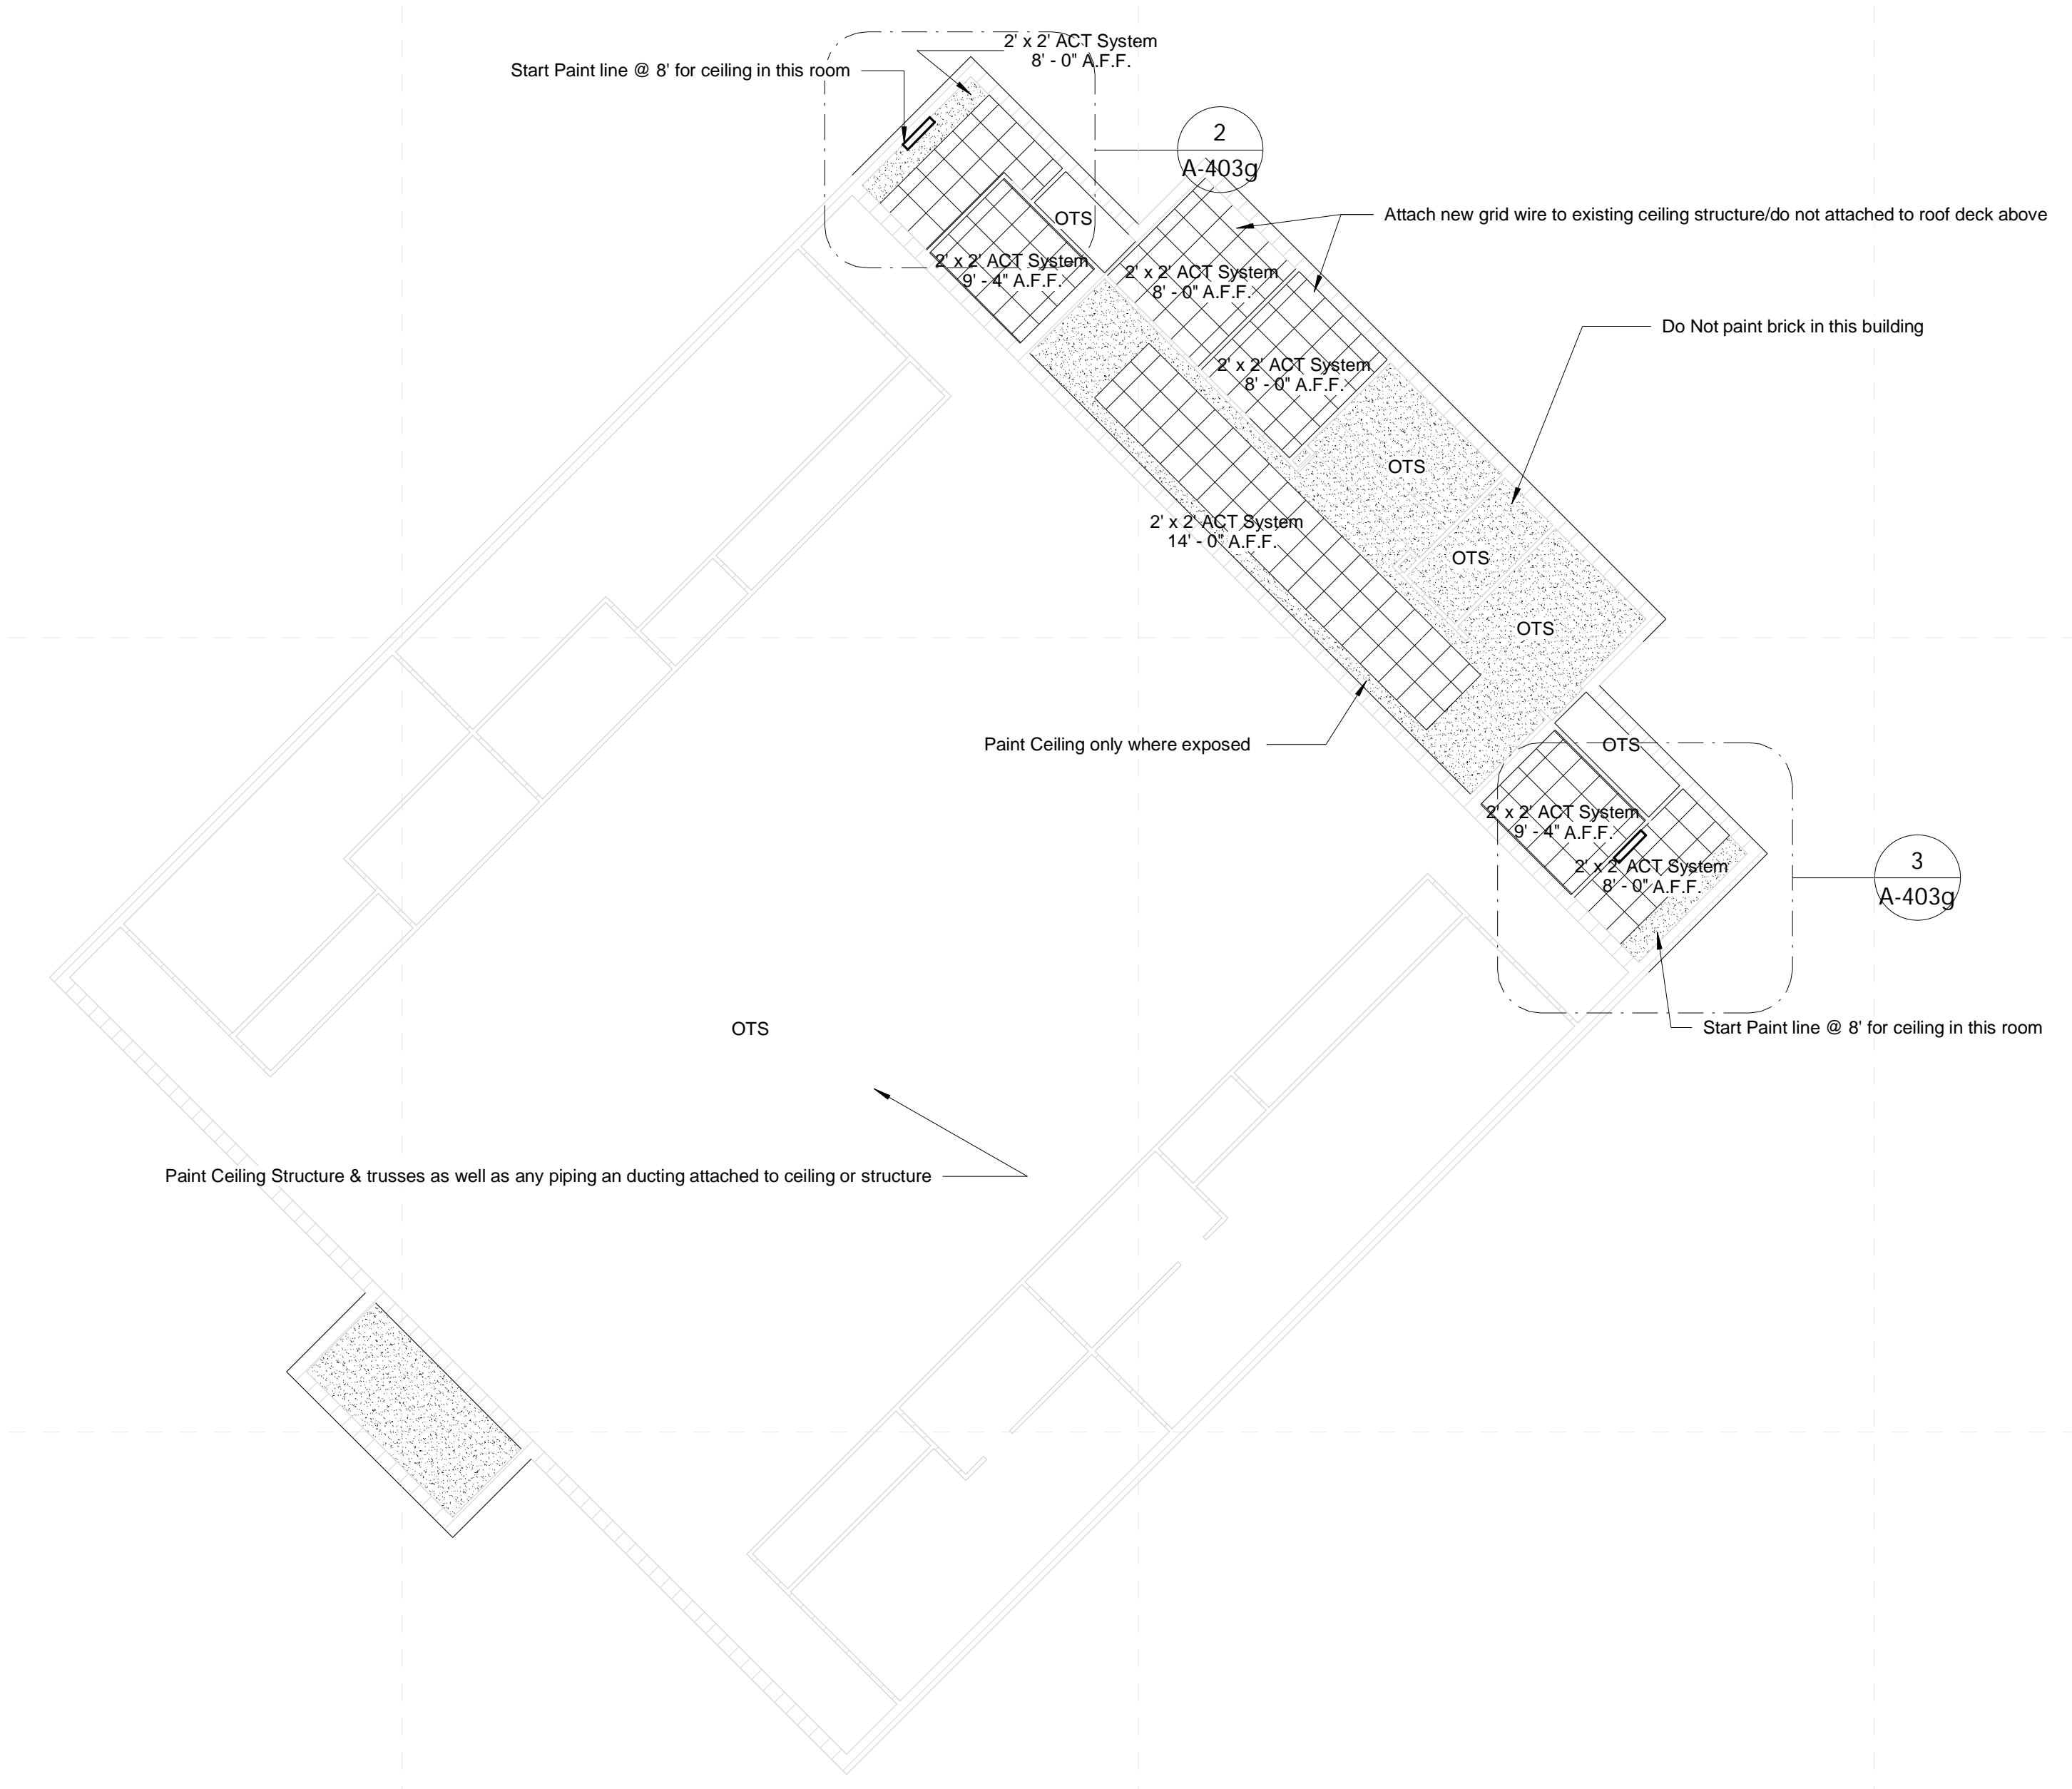 2' x 2' ACT System
8' - 0" A.F.F.
Start Paint line @ 8' for ceiling in this room
2
A-403g
Attach new grid wire to existing ceiling structure/do not attached to roof deck above
OTS
2' x 2' ACT System
9' - 4" A.F.F.
2' x 2' ACT System
8' - 0" A.F.F.
Do Not paint brick in this building
2' x 2' ACT System
8' - 0" A.F.F.
OTS
2' x 2' ACT System
14' - 0" A.F.F.
OTS
OTS
Paint Ceiling only where exposed
OTS
2' x 2' ACT System
9' - 4" A.F.F.
2' x 2' ACT System
8' - 0" A.F.F.
3
A-403g
Start Paint line @ 8' for ceiling in this room
OTS
Paint Ceiling Structure & trusses as well as any piping an ducting attached to ceiling or structure